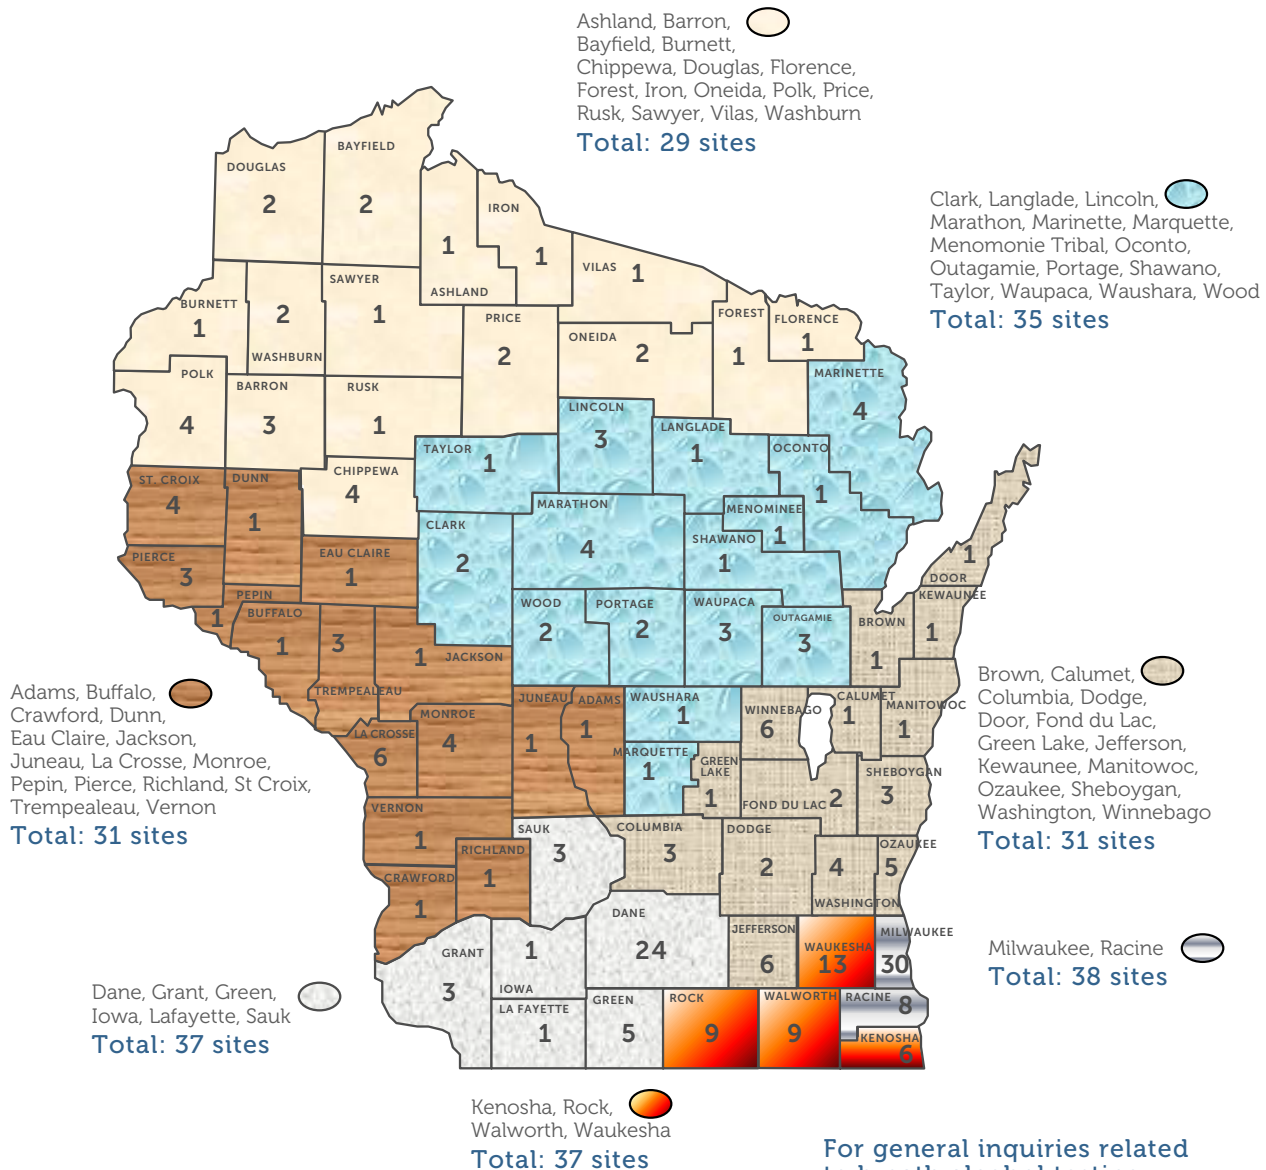 Ashland, Barron,
Bayfield, Burnett,
Chippewa, Douglas, Florence,
Forest, Iron, Oneida, Polk, Price,
Rusk, Sawyer, Vilas, Washburn
Total: 29 sites
Clark, Langlade, Lincoln,
Marathon, Marinette, Marquette,
Menomonie Tribal, Oconto,
Outagamie, Portage, Shawano,
Taylor, Waupaca, Waushara, Wood
Total: 35 sites
DOUGLAS
2
BAYFIELD
2
ASHLAND
1
IRON
1
VILAS
1
BURNETT
1
WASHBURN
2
SAWYER
1
PRICE
2
ONEIDA
2
FOREST
1
FLORENCE
1
POLK
4
BARRON
3
RUSK
1
CHIPPEWA
4
MARINETTE
4
LINCOLN
3
LANGLADE
1
TAYLOR
1
OCONTO
1
MARATHON
4
MENOMINEE
1
SHAWANO
1
CLARK
2
WOOD
2
PORTAGE
2
WAUPACA
3
OUTAGAMIE
3
WAUSHARA
1
MARQUETTE
1
ST. CROIX
4
DUNN
1
PIERCE
3
EAU CLAIRE
1
PEPIN
1
BUFFALO
1
TREMPEALEAU
3
JACKSON
1
LA CROSSE
6
MONROE
4
JUNEAU
1
ADAMS
1
VERNON
1
RICHLAND
1
CRAWFORD
1
DOOR
1
KEWAUNEE
1
BROWN
1
WINNEBAGO
6
CALUMET
1
MANITOWOC
1
GREEN
LAKE
1
FOND DU LAC
2
SHEBOYGAN
3
COLUMBIA
3
DODGE
2
WASHINGTON
4
OZAUKEE
5
JEFFERSON
6
SAUK
3
DANE
24
GRANT
3
IOWA
1
LA FAYETTE
1
GREEN
5
ROCK
9
WALWORTH
9
WAUKESHA
13
MILWAUKEE
30
RACINE
8
KENOSHA
6
Adams, Buffalo,
Crawford, Dunn,
Eau Claire, Jackson,
Juneau, La Crosse, Monroe,
Pepin, Pierce, Richland, St Croix,
Trempealeau, Vernon
Total: 31 sites
Brown, Calumet,
Columbia, Dodge,
Door, Fond du Lac,
Green Lake, Jefferson,
Kewaunee, Manitowoc,
Ozaukee, Sheboygan,
Washington, Winnebago
Total: 31 sites
Milwaukee, Racine
Total: 38 sites
Dane, Grant, Green,
Iowa, Lafayette, Sauk
Total: 37 sites
Kenosha, Rock,
Walworth, Waukesha
Total: 37 sites
For general inquiries related